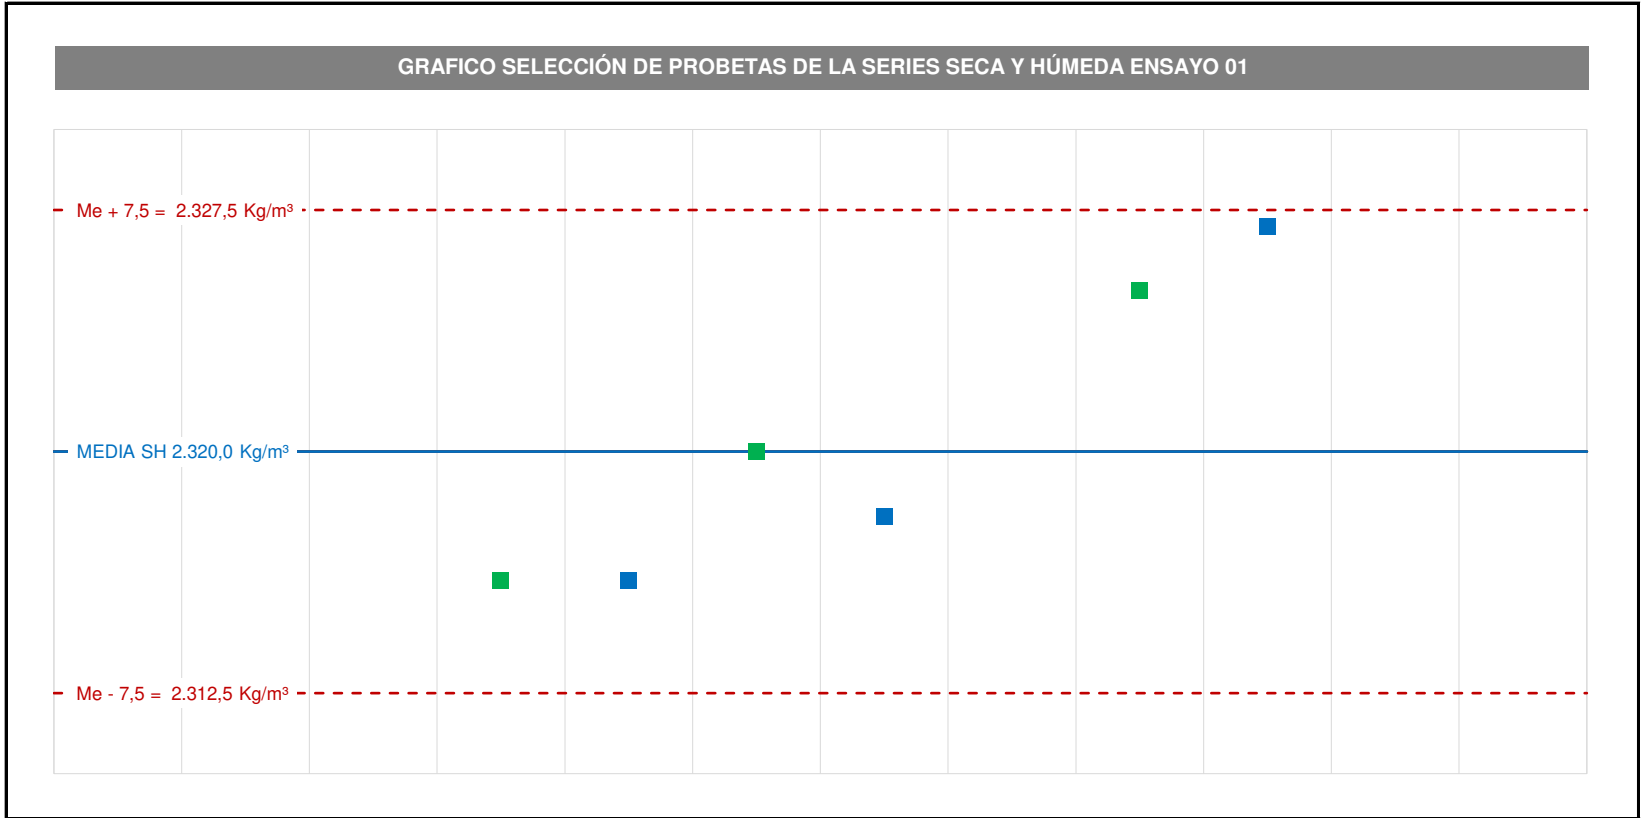 GRAFICO SELECCIÓN DE PROBETAS DE LA SERIES SECA Y HÚMEDA ENSAYO 01
Me + 7,5 = 2.327,5 Kg/m³
MEDIA SH 2.320,0 Kg/m³
Me - 7,5 = 2.312,5 Kg/m³